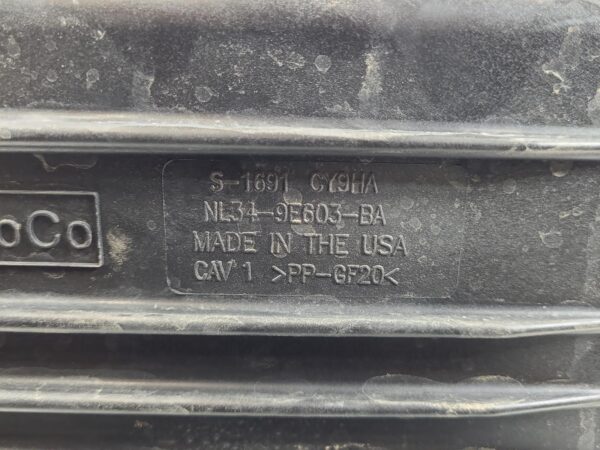 oCo
S-1691 CY9HA
NL34-9E603-BA
MADE IN THE USA
CAV 1 >PP-GF20<